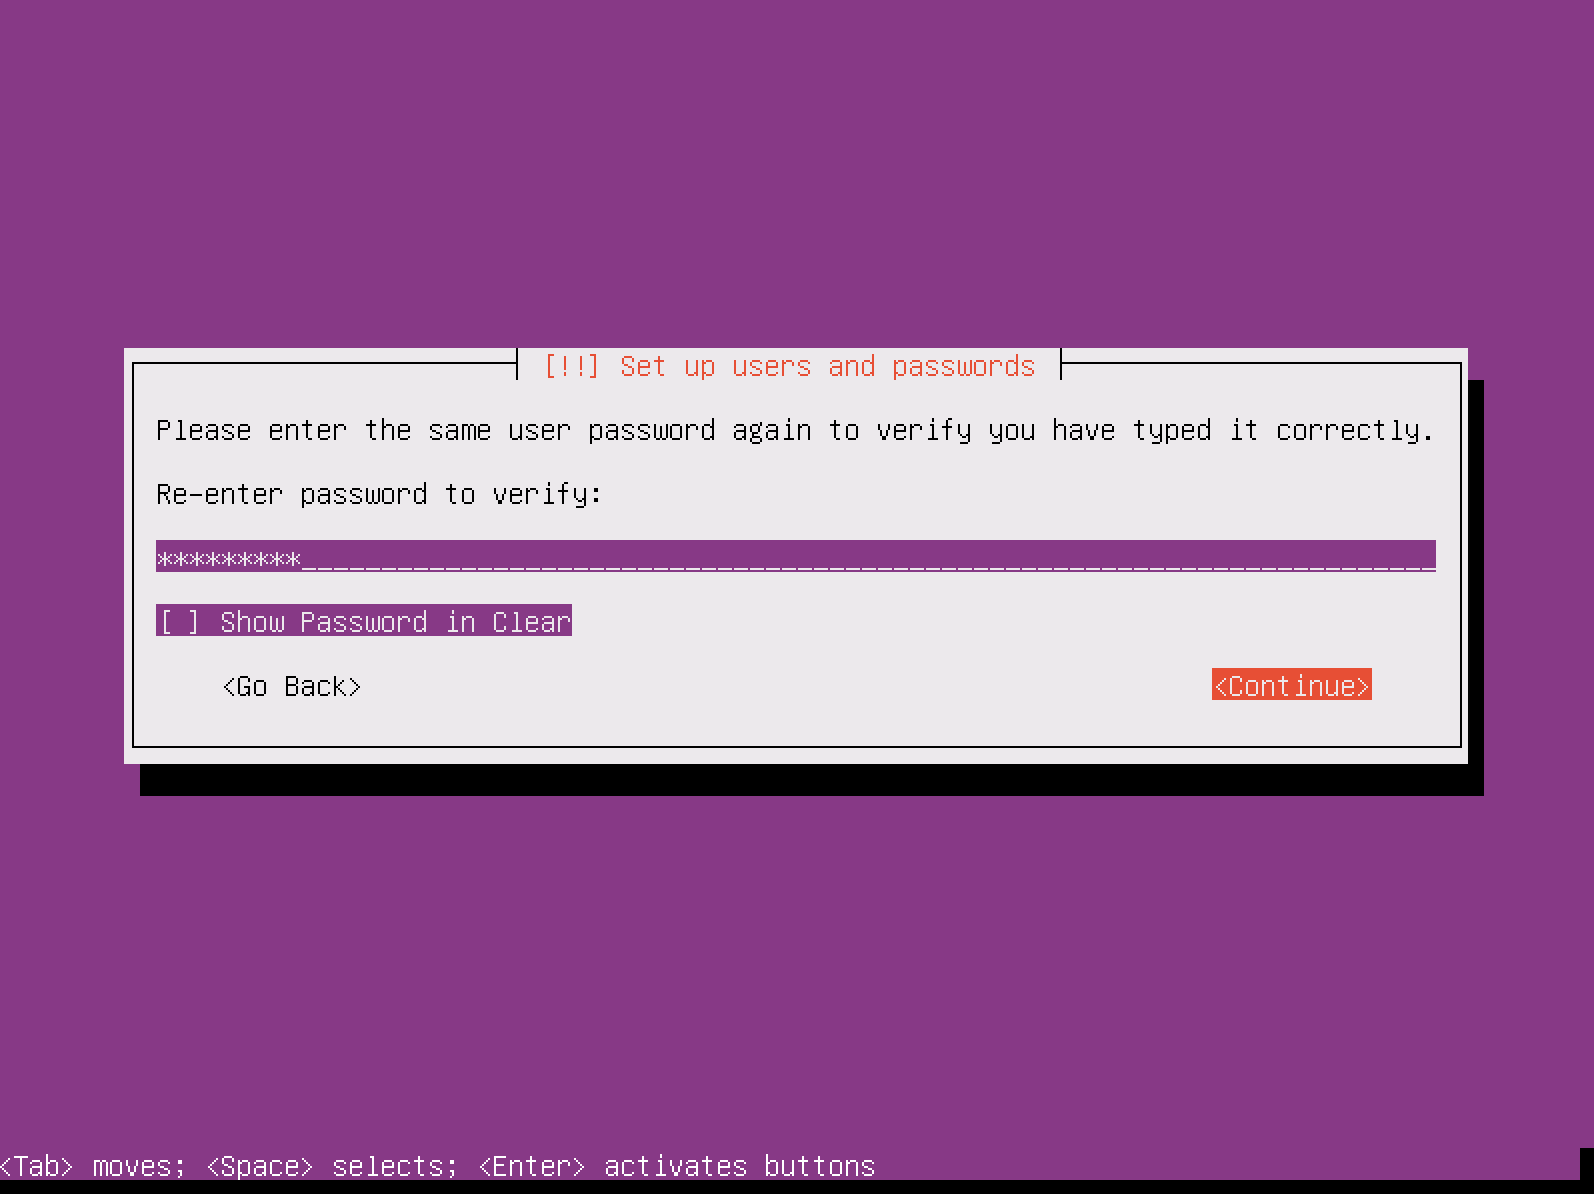 [!!] Set up users and passwords
Please enter the same user password again to verify you have typed it correctly.
Re-enter password to verify:
*********_______________________________________________________________________
[ ] Show Password in Clear
<Go Back> <Continue>
<Tab> moves; <Space> selects; <Enter> activates buttons